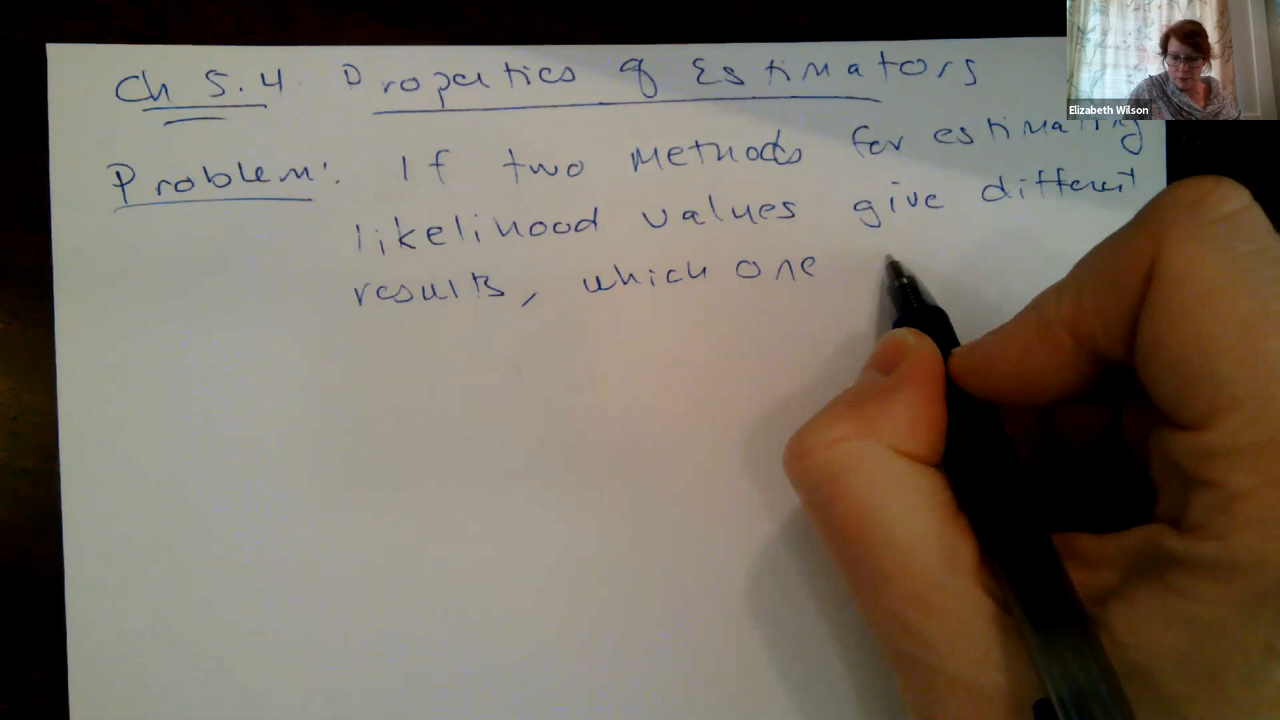 Ch 5.4. Properties of Estimators
Elizabeth Wilson
Problem: If two methods for estimating
likelihood values give different
results, which one